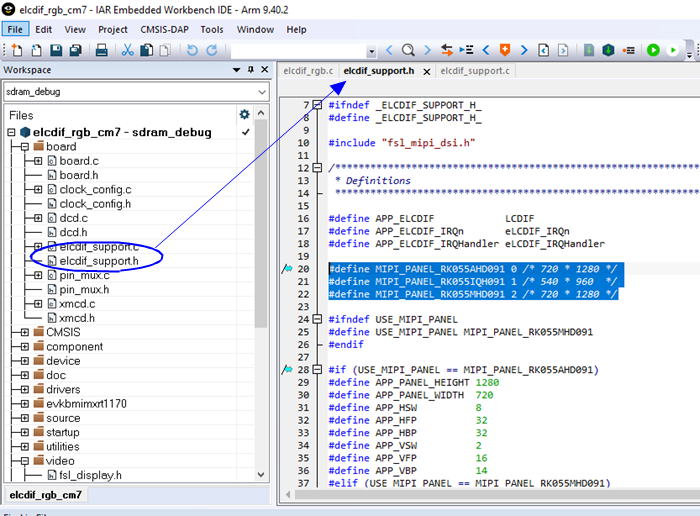 elcdif_rgb_cm7 - IAR Embedded Workbench IDE - Arm 9.40.2
File Edit View Project CMSIS-DAP Tools Window Help
Workspace
sdram_debug
Files
elcdif_rgb_cm7 - sdram_debug
board
board.c
board.h
clock_config.c
clock_config.h
dcd.c
dcd.h
elcdif_support.c
elcdif_support.h
pin_mux.c
pin_mux.h
xmcd.c
xmcd.h
CMSIS
component
device
doc
drivers
evkbmimxrt1170
source
startup
utilities
video
fsl_display.h
elcdif_rgb_cm7
elcdif_rgb.c elcdif_support.h elcdif_support.c
7 #ifndef _ELCDIF_SUPPORT_H_
8 #define _ELCDIF_SUPPORT_H_
9
10 #include "fsl_mipi_dsi.h"
11
12 /*******************************************************
13 * Definitions
14 *******************************************************
15
16 #define APP_ELCDIF LCDIF
17 #define APP_ELCDIF_IRQn eLCDIF_IRQn
18 #define APP_ELCDIF_IRQHandler eLCDIF_IRQHandler
19
20 #define MIPI_PANEL_RK055AHD091 0 /* 720 * 1280 */
21 #define MIPI_PANEL_RK055IQH091 1 /* 540 * 960 */
22 #define MIPI_PANEL_RK055MHD091 2 /* 720 * 1280 */
23
24 #ifndef USE_MIPI_PANEL
25 #define USE_MIPI_PANEL MIPI_PANEL_RK055MHD091
26 #endif
27
28 #if (USE_MIPI_PANEL == MIPI_PANEL_RK055AHD091)
29 #define APP_PANEL_HEIGHT 1280
30 #define APP_PANEL_WIDTH 720
31 #define APP_HSW 8
32 #define APP_HFP 32
33 #define APP_HBP 32
34 #define APP_VSW 2
35 #define APP_VFP 16
36 #define APP_VBP 14
37 #elif (USE_MIPI_PANEL == MIPI_PANEL_RK055MHD091)